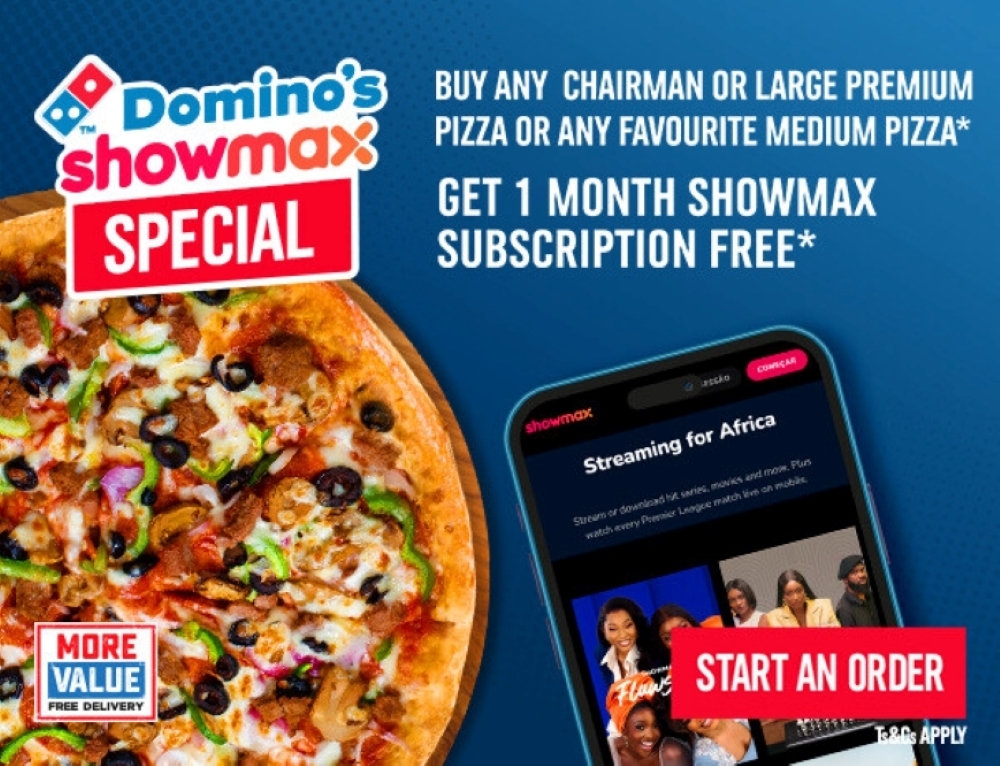 Domino's
TM
showmax
SPECIAL
BUY ANY CHAIRMAN OR LARGE PREMIUM
PIZZA OR ANY FAVOURITE MEDIUM PIZZA*
GET 1 MONTH SHOWMAX
SUBSCRIPTION FREE*
showmax
COMEÇAR
Streaming for Africa
Stream or download hit series, movies and more. Plus
watch every Premier League match live on mobile.
MORE
VALUE
FREE DELIVERY
START AN ORDER
Ts&Cs APPLY